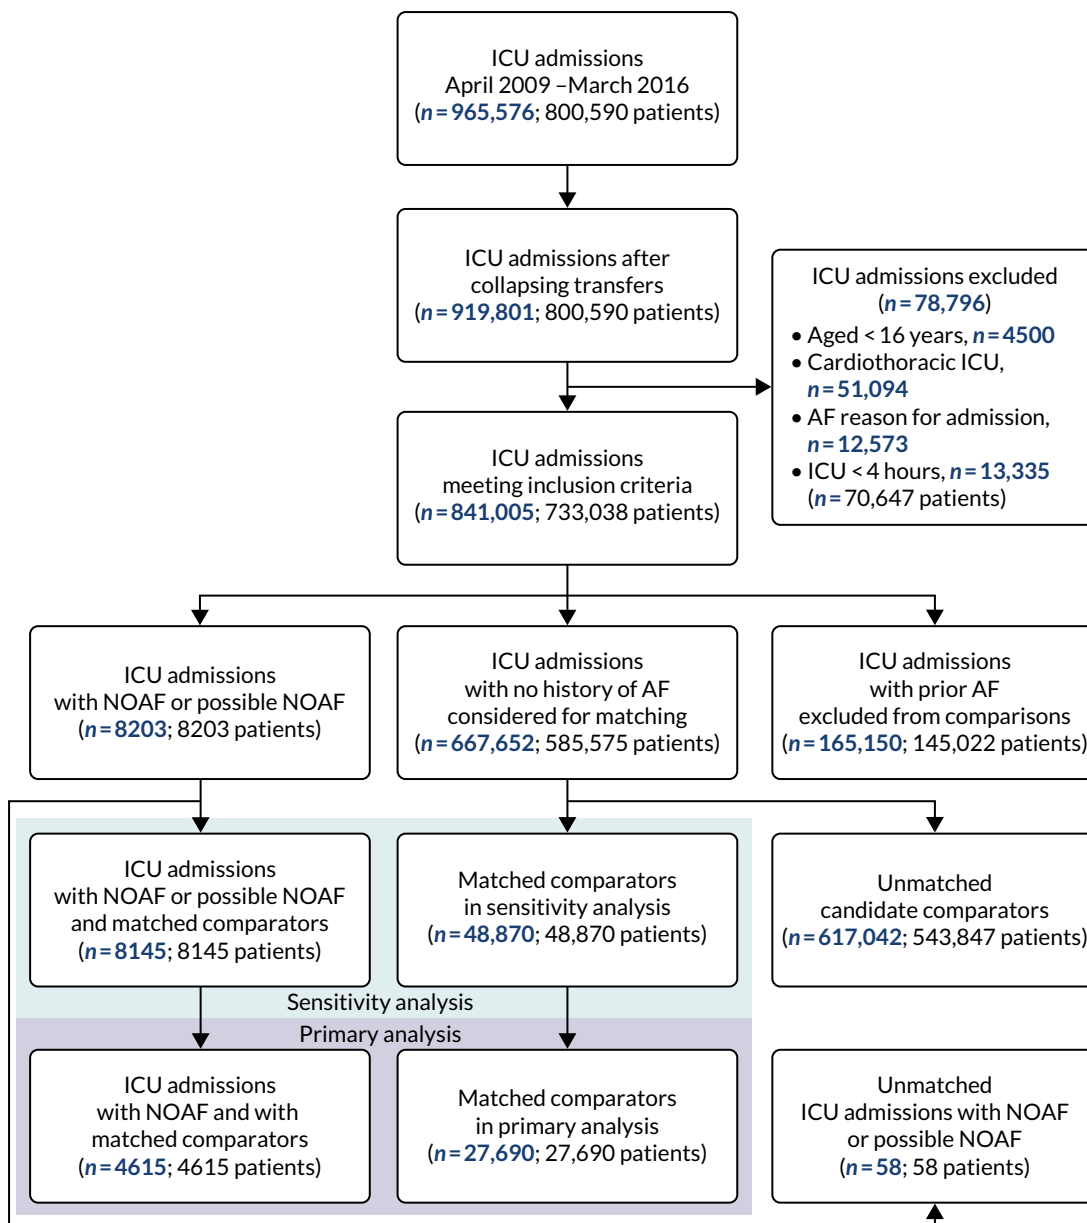 ICU admissions
April 2009 –March 2016
(n = 965,576; 800,590 patients)
ICU admissions after
collapsing transfers
(n = 919,801; 800,590 patients)
ICU admissions excluded
(n = 78,796)
• Aged < 16 years, n = 4500
• Cardiothoracic ICU,
n = 51,094
• AF reason for admission,
n = 12,573
• ICU < 4 hours, n = 13,335
(n = 70,647 patients)
ICU admissions
meeting inclusion criteria
(n = 841,005; 733,038 patients)
ICU admissions
with NOAF or possible NOAF
(n = 8203; 8203 patients)
ICU admissions
with no history of AF
considered for matching
(n = 667,652; 585,575 patients)
ICU admissions
with prior AF
excluded from comparisons
(n = 165,150; 145,022 patients)
ICU admissions
with NOAF or possible NOAF
and matched comparators
(n = 8145; 8145 patients)
Matched comparators
in sensitivity analysis
(n = 48,870; 48,870 patients)
Unmatched
candidate comparators
(n = 617,042; 543,847 patients)
Sensitivity analysis
Primary analysis
ICU admissions
with NOAF and with
matched comparators
(n = 4615; 4615 patients)
Matched comparators
in primary analysis
(n = 27,690; 27,690 patients)
Unmatched
ICU admissions with NOAF
or possible NOAF
(n = 58; 58 patients)